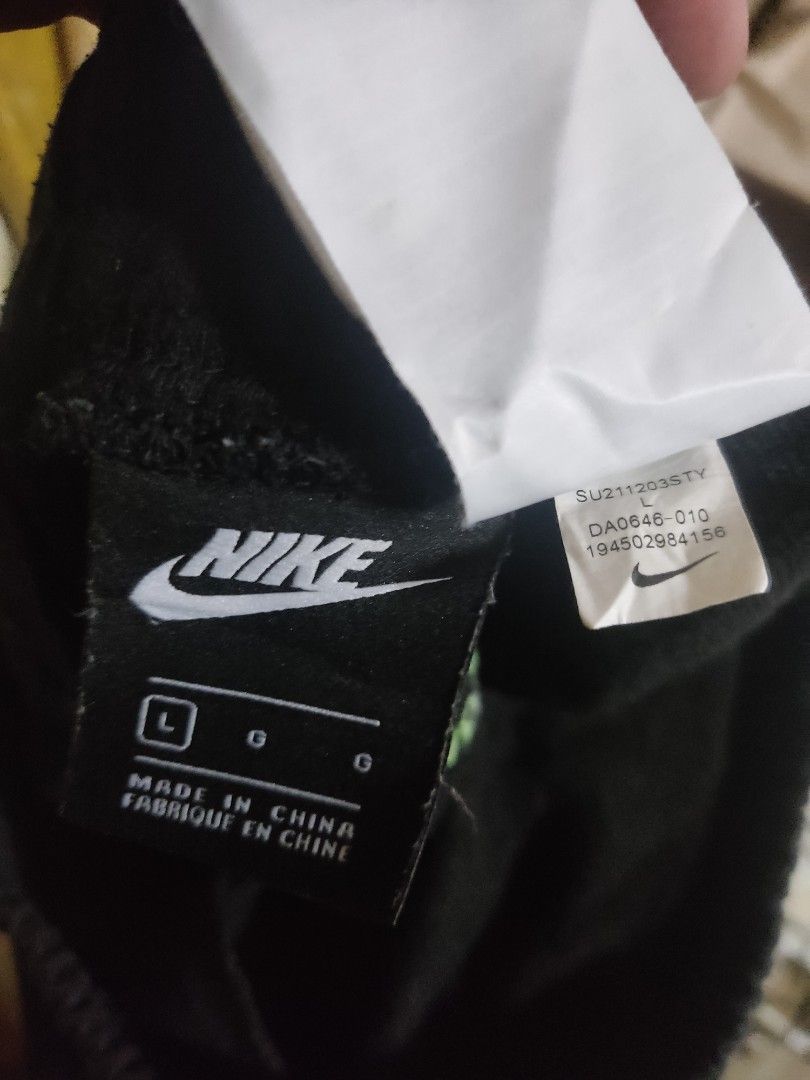 NIKE
L G G
MADE IN CHINA
FABRIQUE EN CHINE
SU211203STY
L
DA0646-010
194502984156